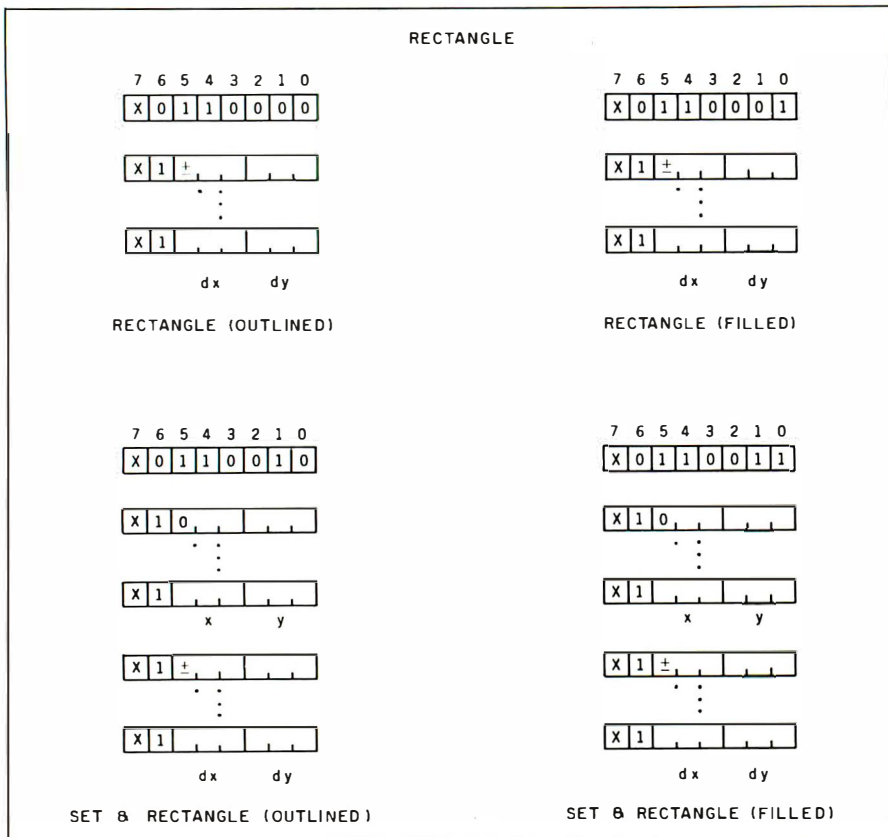 RECTANGLE
7 6 5 4 3 2 1 0
X 0 1 1 0 0 0 0
X 1 ±
X 1
dx dy
RECTANGLE (OUTLINED)
7 6 5 4 3 2 1 0
X 0 1 1 0 0 0 1
X 1 ±
X 1
dx dy
RECTANGLE (FILLED)
7 6 5 4 3 2 1 0
X 0 1 1 0 0 1 0
X 1 0
X 1
x y
X 1 ±
X 1
dx dy
SET & RECTANGLE (OUTLINED)
7 6 5 4 3 2 1 0
X 0 1 1 0 0 1 1
X 1 0
X 1
x y
X 1 ±
X 1
dx dy
SET & RECTANGLE (FILLED)